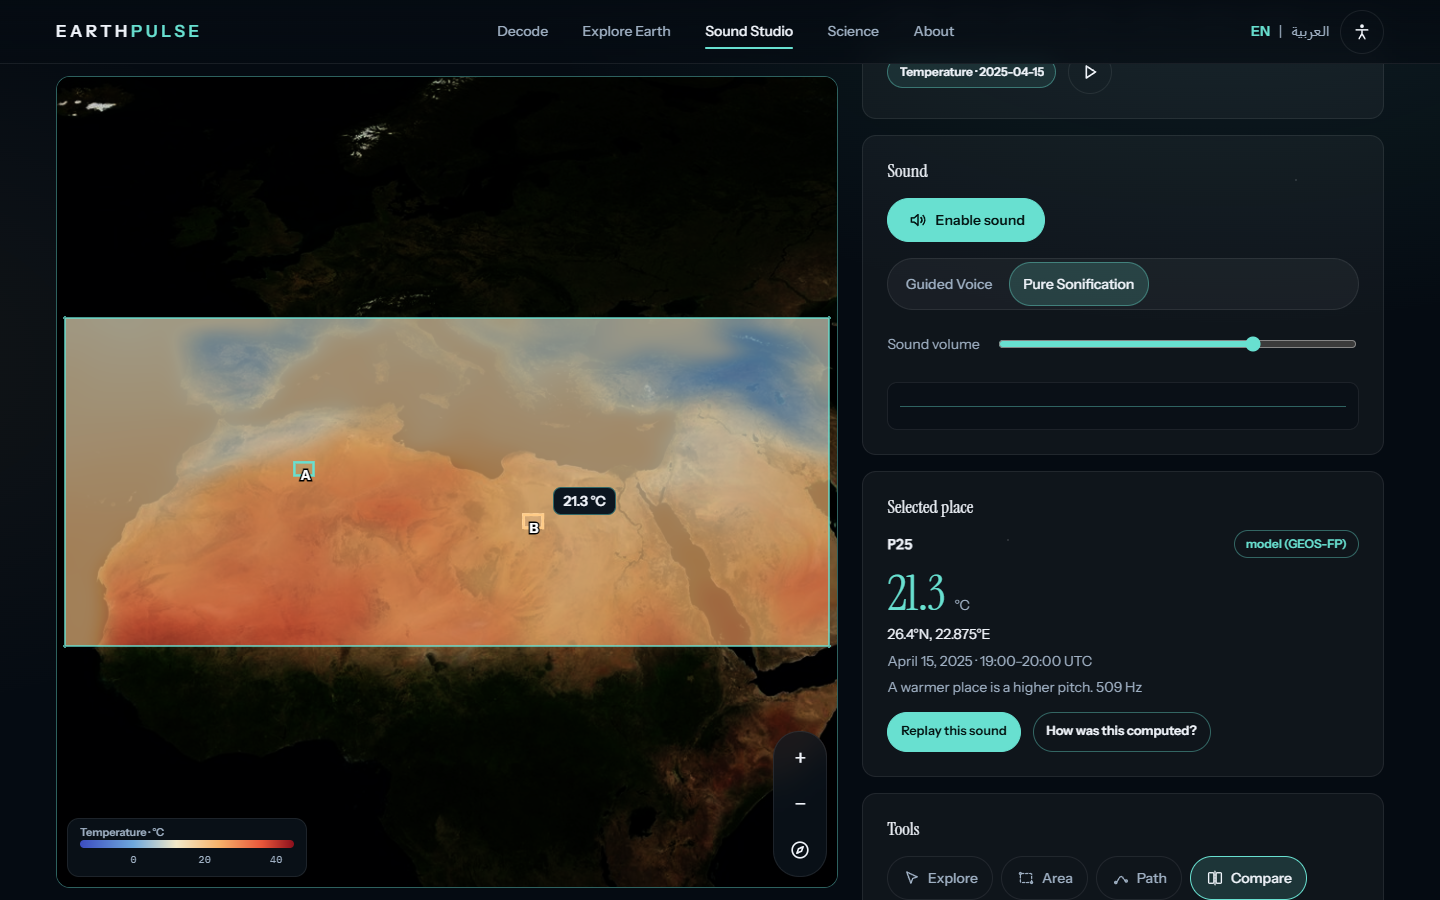 EARTHPULSE
Decode
Explore Earth
Sound Studio
Science
About
EN | العربية
Temperature · 2025-04-15
Sound
Enable sound
Guided Voice
Pure Sonification
Sound volume
A
B
21.3 °C
Selected place
P25
model (GEOS-FP)
21.3 °C
26.4°N, 22.875°E
April 15, 2025 · 19:00–20:00 UTC
A warmer place is a higher pitch. 509 Hz
Replay this sound
How was this computed?
Temperature · °C
0 20 40
Tools
Explore
Area
Path
Compare